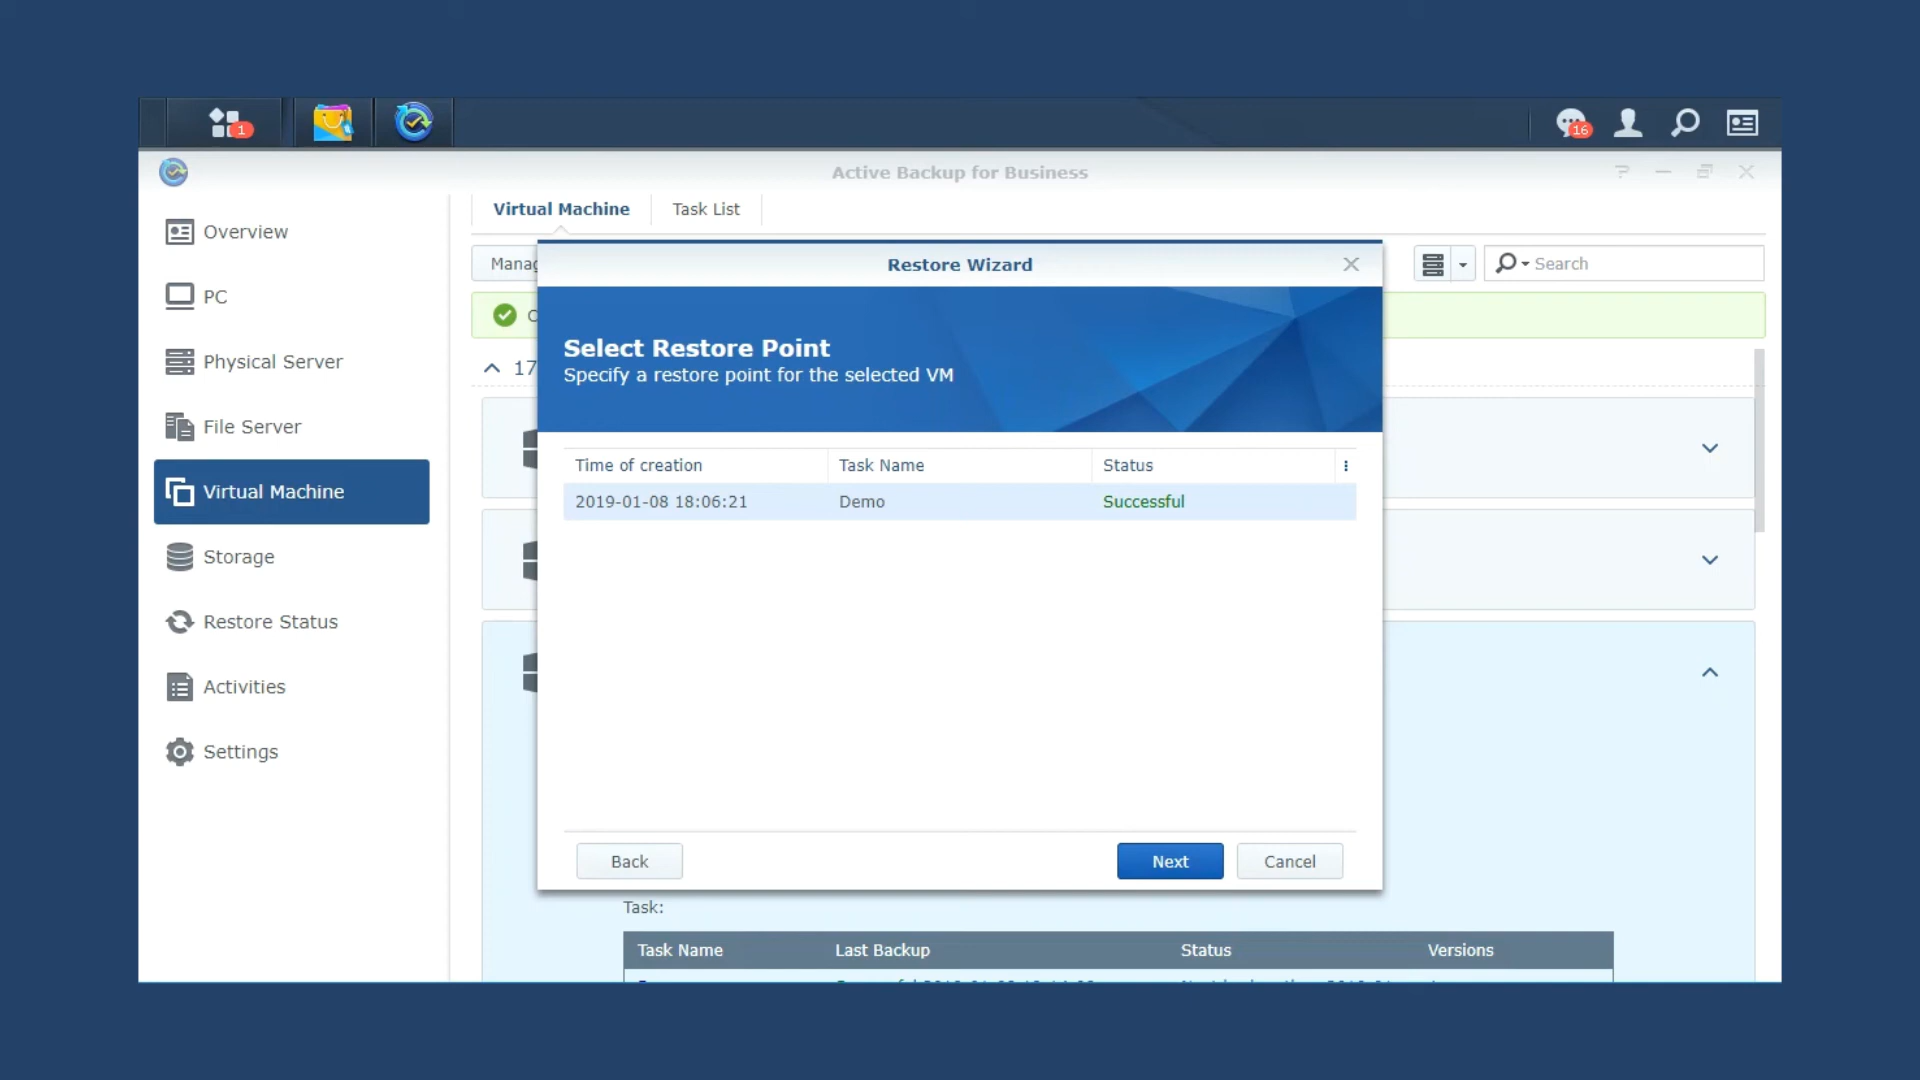 1
16
Active Backup for Business
Overview
PC
Physical Server
File Server
Virtual Machine
Storage
Restore Status
Activities
Settings
Virtual Machine
Task List
Search
17
Restore Wizard
Select Restore Point
Specify a restore point for the selected VM
Time of creation Task Name Status
2019-01-08 18:06:21 Demo Successful
Back Next Cancel
Task:
Task Name Last Backup Status Versions